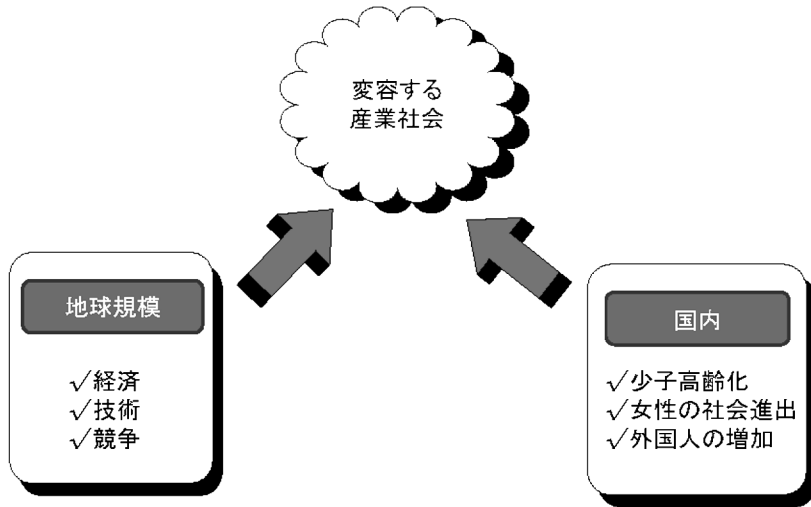 変容する
産業社会
地球規模
√経済
√技術
√競争
国内
√少子高齢化
√女性の社会進出
√外国人の増加